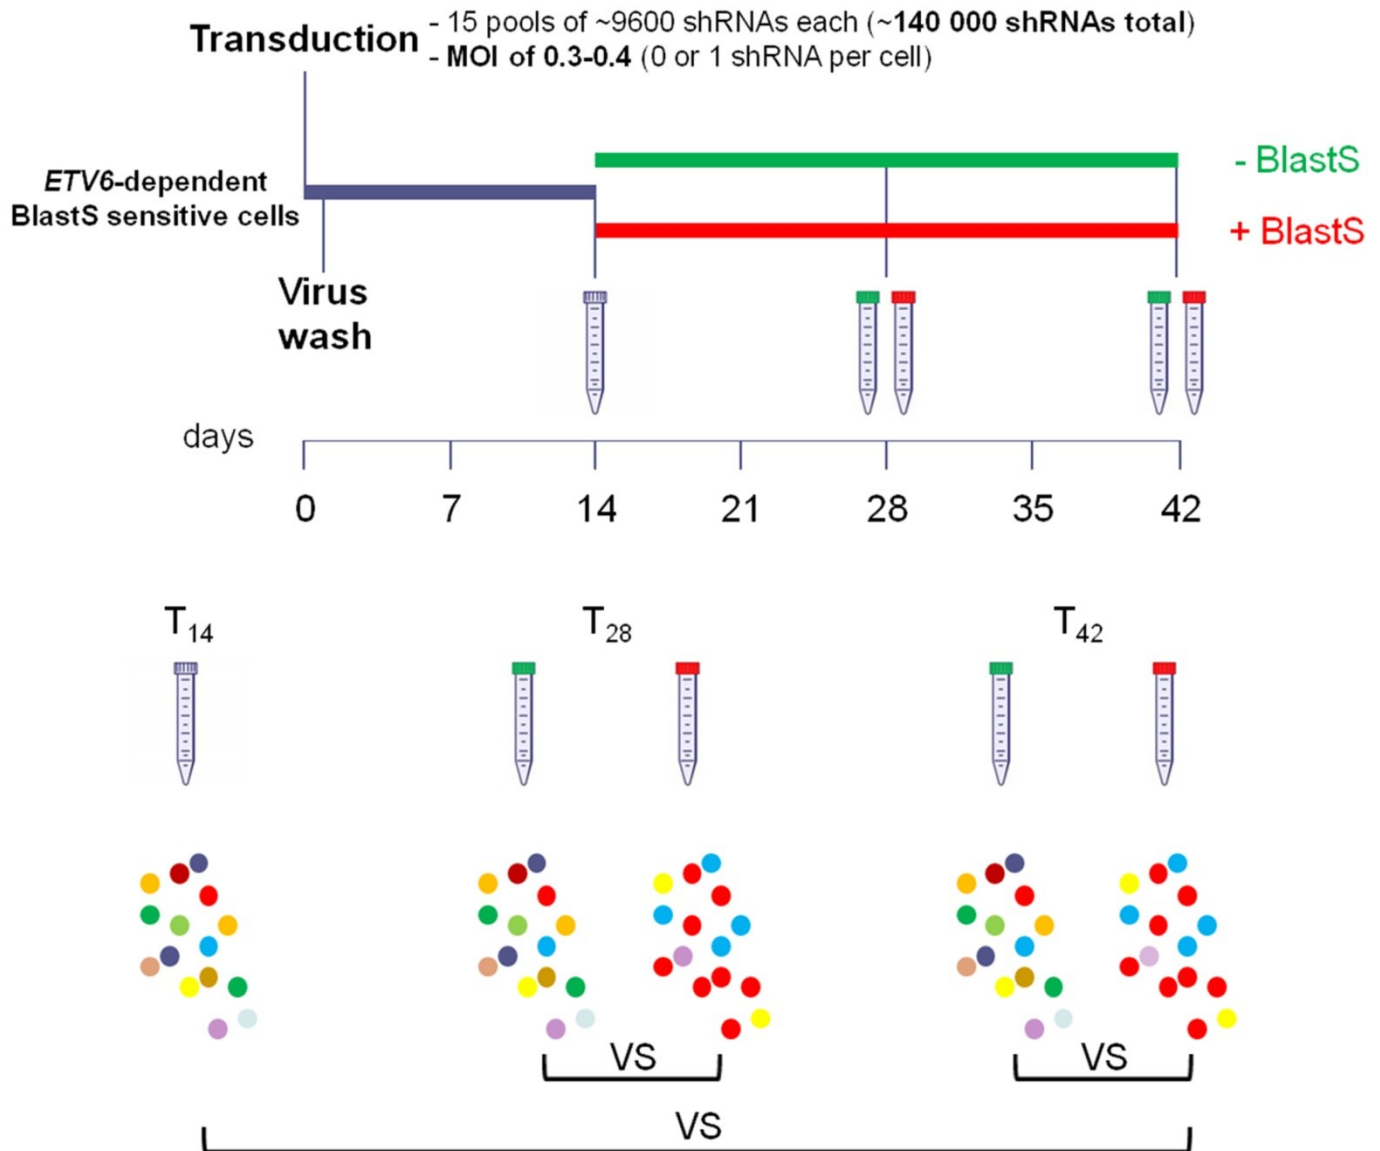 Transduction
- 15 pools of ~9600 shRNAs each (~140 000 shRNAs total)
- MOI of 0.3-0.4 (0 or 1 shRNA per cell)
- BlastS
ETV6-dependent
BlastS sensitive cells
+ BlastS
Virus
wash
days
0 7 14 21 28 35 42
T14 T28 T42
VS VS
VS